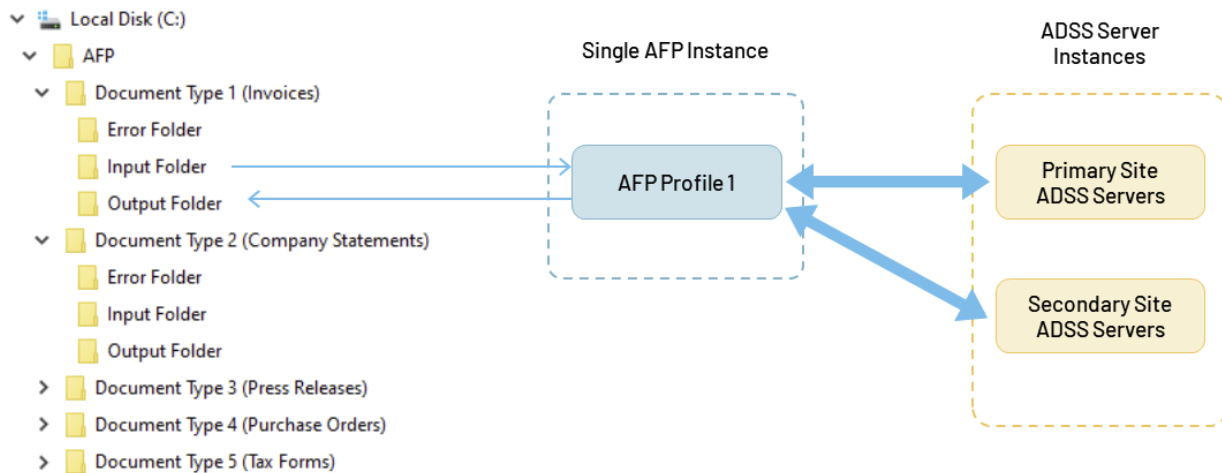 Local Disk (C:)
AFP
Document Type 1 (Invoices)
Error Folder
Input Folder
Output Folder
Document Type 2 (Company Statements)
Error Folder
Input Folder
Output Folder
Document Type 3 (Press Releases)
Document Type 4 (Purchase Orders)
Document Type 5 (Tax Forms)
Single AFP Instance
AFP Profile 1
ADSS Server
Instances
Primary Site
ADSS Servers
Secondary Site
ADSS Servers